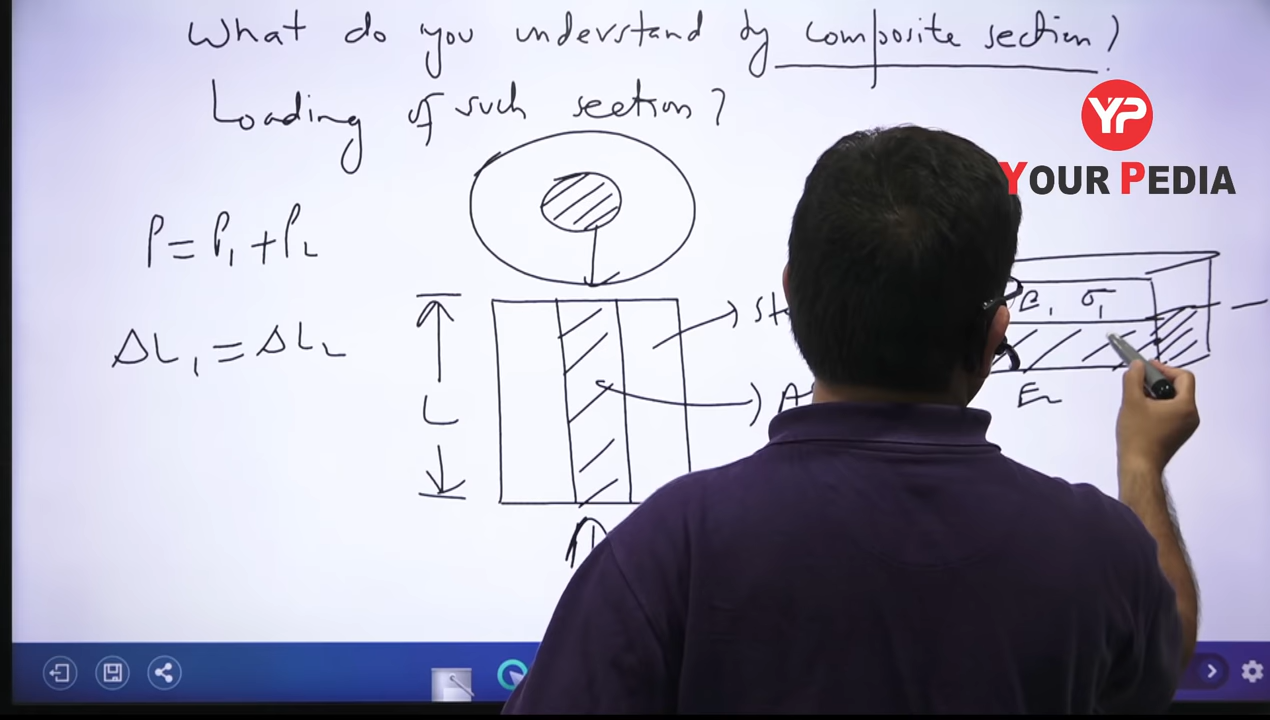 What do you understand by composite section?
Loading of such section?
YP
YOUR PEDIA
P = P1 + P2
ΔL1 = ΔL2
L
E1 σ1
E2